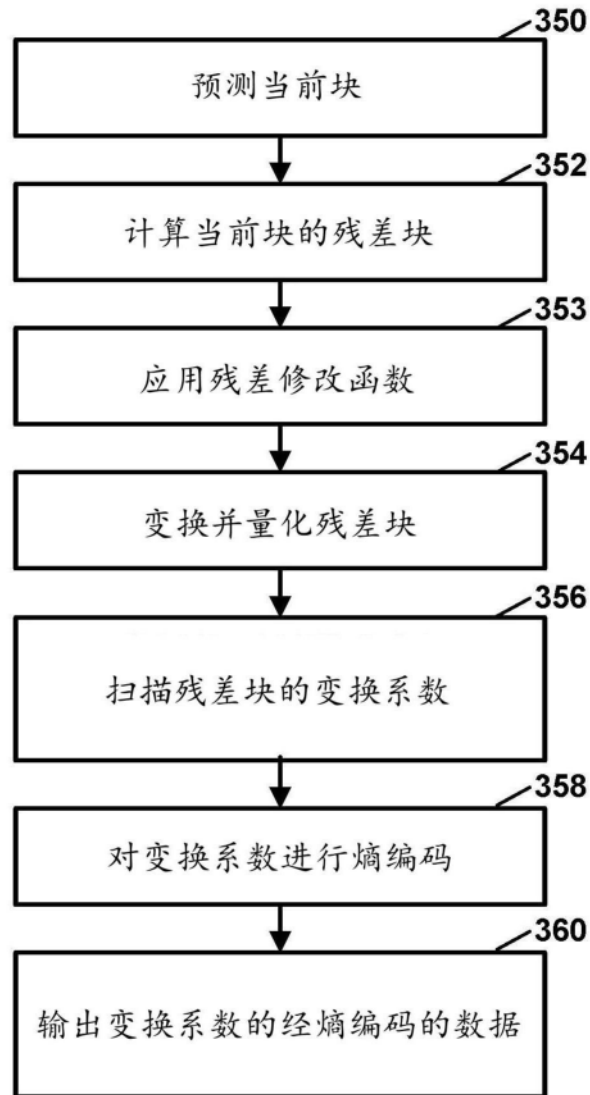 350
预测当前块
352
计算当前块的残差块
353
应用残差修改函数
354
变换并量化残差块
356
扫描残差块的变换系数
358
对变换系数进行熵编码
360
输出变换系数的经熵编码的数据